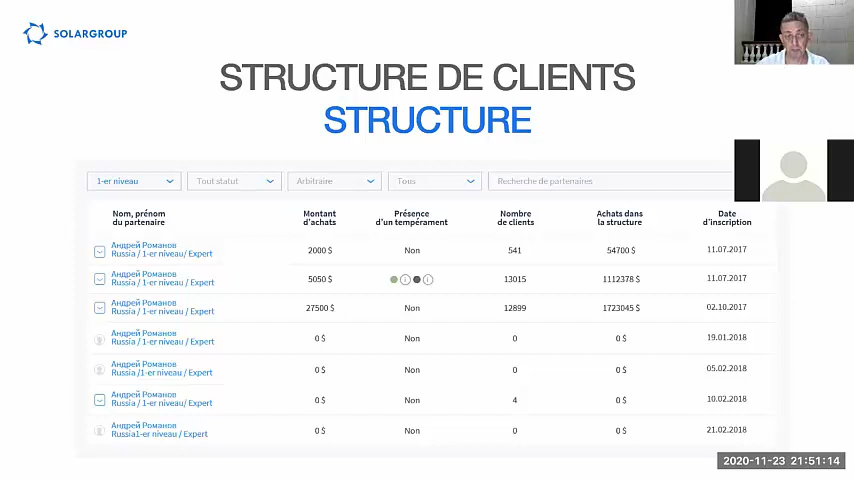 SOLARGROUP
STRUCTURE DE CLIENTS
STRUCTURE
1-er niveau
Tout statut
Arbitraire
Tous
Recherche de partenaires
Nom, prénom
du partenaire
Montant
d'achats
Présence
d'un tempérament
Nombre
de clients
Achats dans
la structure
Date
d'inscription
Андрей Романов
Russia / 1-er niveau/ Expert
2000 $
Non
541
54700 $
11.07.2017
Андрей Романов
Russia / 1-er niveau / Expert
5050 $
13015
1112378 $
11.07.2017
Андрей Романов
Russia / 1-er niveau / Expert
27500 $
Non
12899
1723045 $
02.10.2017
Андрей Романов
Russia / 1-er niveau / Expert
0 $
Non
0
0 $
19.01.2018
Андрей Романов
Russia /1-er niveau / Expert
0 $
Non
0
0 $
05.02.2018
Андрей Романов
Russia / 1-er niveau/ Expert
0 $
Non
4
0 $
10.02.2018
Андрей Романов
Russia1-er niveau / Expert
0 $
Non
0
0 $
21.02.2018
2020-11-23 21:51:14